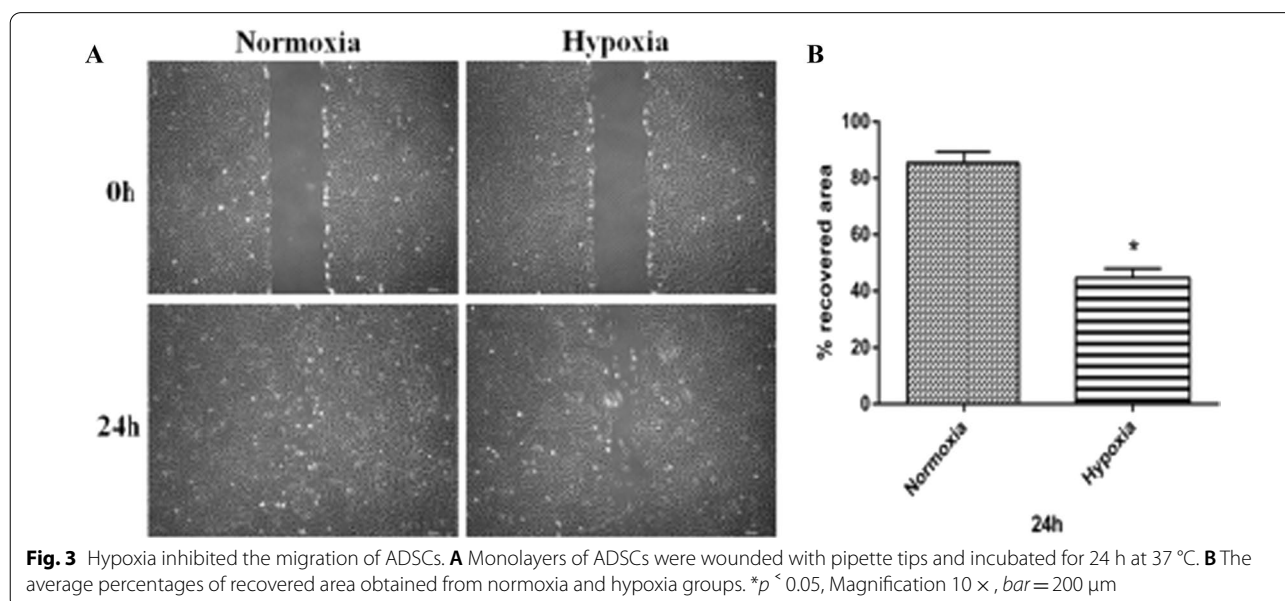 Normoxia Hypoxia
A
B
0h
24h
% recovered area
100
80
60
40
20
0
*
Normoxia
Hypoxia
24h
Fig. 3 Hypoxia inhibited the migration of ADSCs. A Monolayers of ADSCs were wounded with pipette tips and incubated for 24 h at 37 °C. B The
average percentages of recovered area obtained from normoxia and hypoxia groups. *p < 0.05, Magnification 10 × , bar = 200 μm